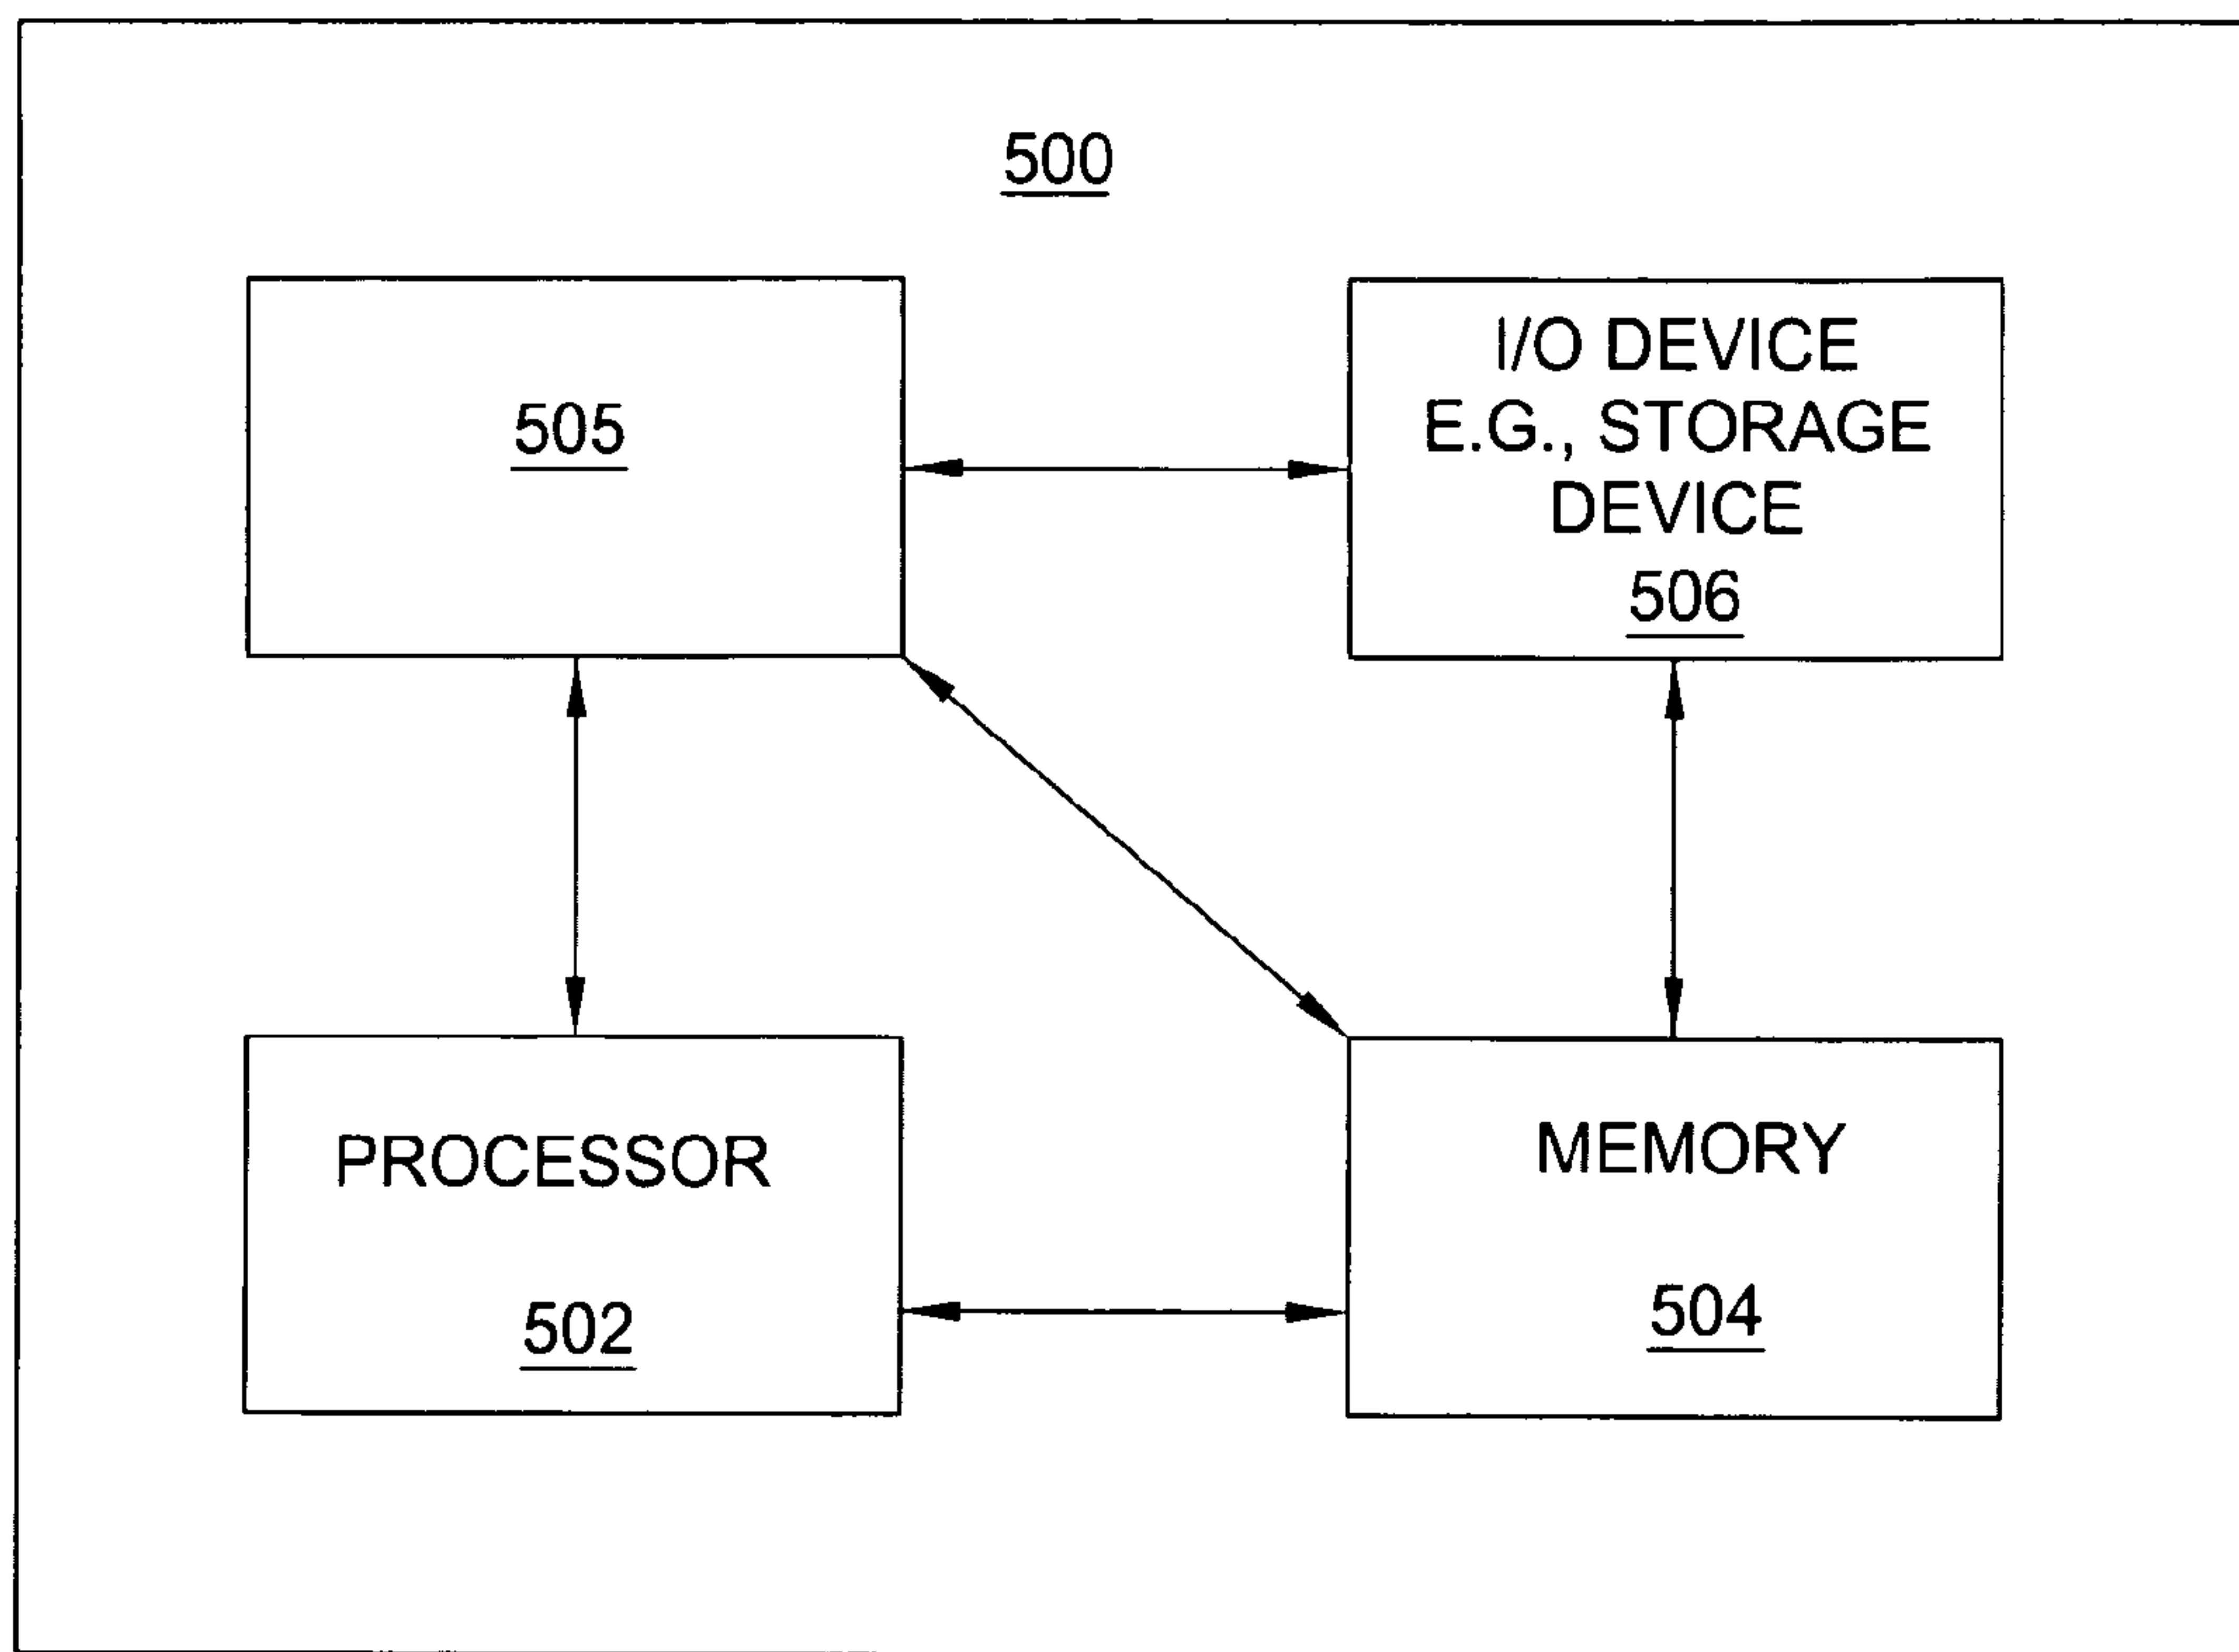 500
505
I/O DEVICE
E.G., STORAGE
DEVICE
506
PROCESSOR
502
MEMORY
504